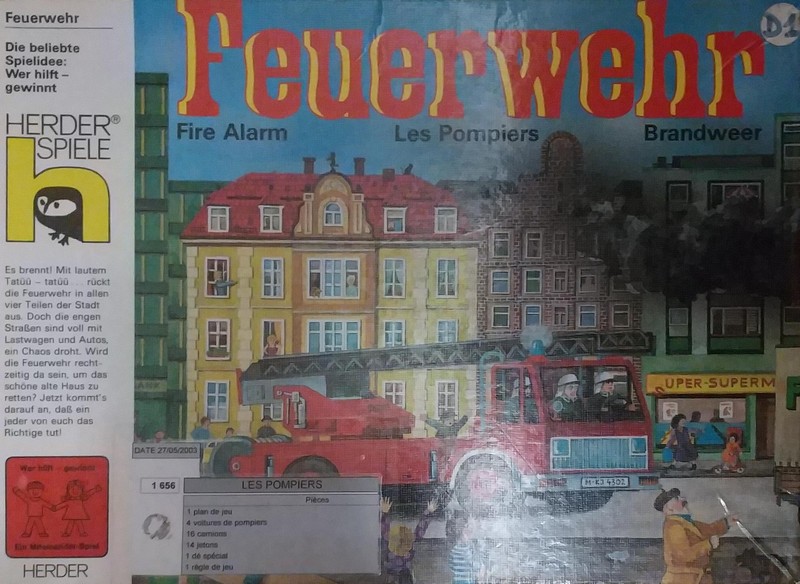 Feuerwehr
Die beliebte
Spielidee:
Wer hilft –
gewinnt
HERDER®
SPIELE
h
Es brennt! Mit lautem
Tatüü – tatüü ... rückt
die Feuerwehr in allen
vier Teilen der Stadt
aus. Doch die engen
Straßen sind voll mit
Lastwagen und Autos,
ein Chaos droht. Wird
die Feuerwehr recht-
zeitig da sein, um das
schöne alte Haus zu
retten? Jetzt kommt's
darauf an, daß ein
jeder von euch das
Richtige tut!
Wer hilft – gewinnt
Ein Miteinander-Spiel
HERDER
Feuerwehr
D1
Fire Alarm
Les Pompiers
Brandweer
UPER-SUPERM
M-KJ 4302
DATE 27/05/2003
1 656
LES POMPIERS
Pièces
1 plan de jeu
4 voitures de pompiers
16 camions
14 jetons
1 dé spécial
1 règle de jeu